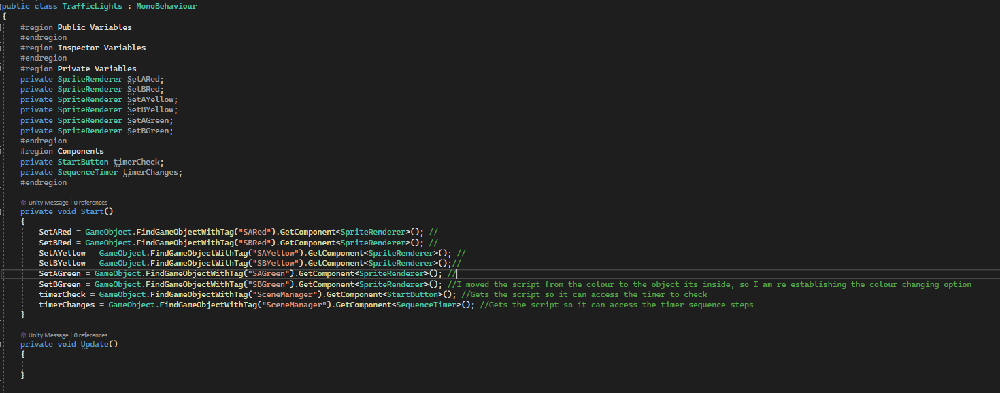 public class TrafficLights : MonoBehaviour
{
#region Public Variables
#endregion
#region Inspector Variables
#endregion
#region Private Variables
private SpriteRenderer SetARed;
private SpriteRenderer SetBRed;
private SpriteRenderer SetAYellow;
private SpriteRenderer SetBYellow;
private SpriteRenderer SetAGreen;
private SpriteRenderer SetBGreen;
#endregion
#region Components
private StartButton timerCheck;
private SequenceTimer timerChanges;
#endregion
Unity Message | 0 references
private void Start()
{
SetARed = GameObject.FindGameObjectWithTag("SARed").GetComponent<SpriteRenderer>(); //
SetBRed = GameObject.FindGameObjectWithTag("SBRed").GetComponent<SpriteRenderer>(); //
SetAYellow = GameObject.FindGameObjectWithTag("SAYellow").GetComponent<SpriteRenderer>(); //
SetBYellow = GameObject.FindGameObjectWithTag("SBYellow").GetComponent<SpriteRenderer>();//
SetAGreen = GameObject.FindGameObjectWithTag("SAGreen").GetComponent<SpriteRenderer>(); //
SetBGreen = GameObject.FindGameObjectWithTag("SBGreen").GetComponent<SpriteRenderer>(); //I moved the script from the colour to the object its inside, so I am re-establishing the colour changing option
timerCheck = GameObject.FindGameObjectWithTag("SceneManager").GetComponent<StartButton>(); //Gets the script so it can access the timer to check
timerChanges = GameObject.FindGameObjectWithTag("SceneManager").GetComponent<SequenceTimer>(); //Gets the script so it can access the timer sequence steps
}
Unity Message | 0 references
private void Update()
{
}